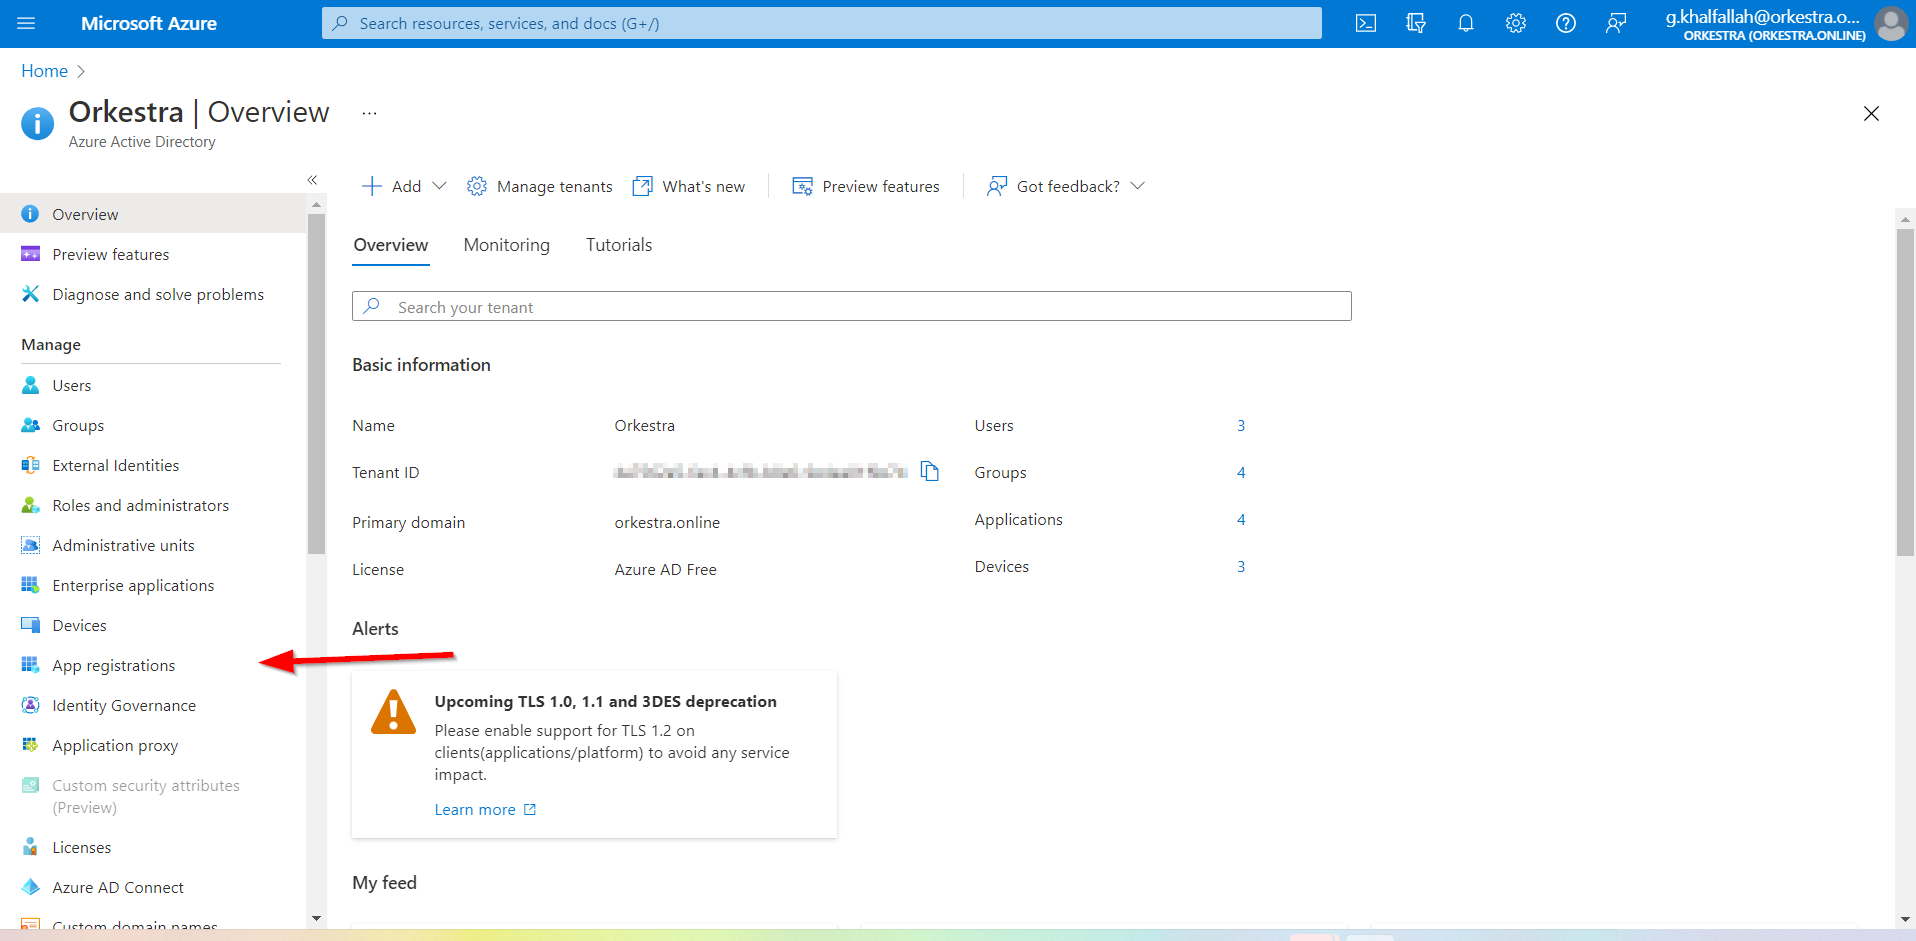 Microsoft Azure
Search resources, services, and docs (G+/)
g.khalfallah@orkestra.o...
ORKESTRA (ORKESTRA.ONLINE)
Home
Orkestra | Overview
...
Azure Active Directory
Add
Manage tenants
What's new
Preview features
Got feedback?
Overview
Preview features
Diagnose and solve problems
Manage
Users
Groups
External Identities
Roles and administrators
Administrative units
Enterprise applications
Devices
App registrations
Identity Governance
Application proxy
Custom security attributes
(Preview)
Licenses
Azure AD Connect
Custom domain names
Overview
Monitoring
Tutorials
Search your tenant
Basic information
Name
Orkestra
Users
3
Tenant ID
Groups
4
Primary domain
orkestra.online
Applications
4
License
Azure AD Free
Devices
3
Alerts
Upcoming TLS 1.0, 1.1 and 3DES deprecation
Please enable support for TLS 1.2 on
clients(applications/platform) to avoid any service
impact.
Learn more
My feed